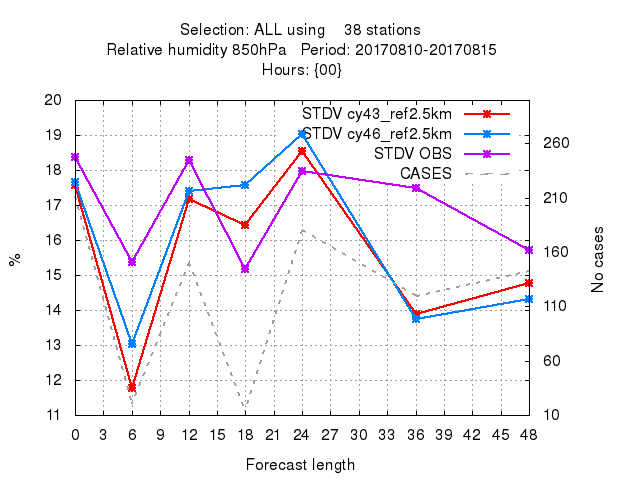 Selection: ALL using    38 stations
Relative humidity 850hPa   Period: 20170810-20170815
Hours: {00}
STDV cy43_ref2.5km
STDV cy46_ref2.5km
STDV OBS
CASES
20
19
18
17
16
15
14
13
12
11
%
260
210
160
110
60
10
No cases
0 3 6 9 12 15 18 21 24 27 30 33 36 39 42 45 48
Forecast length